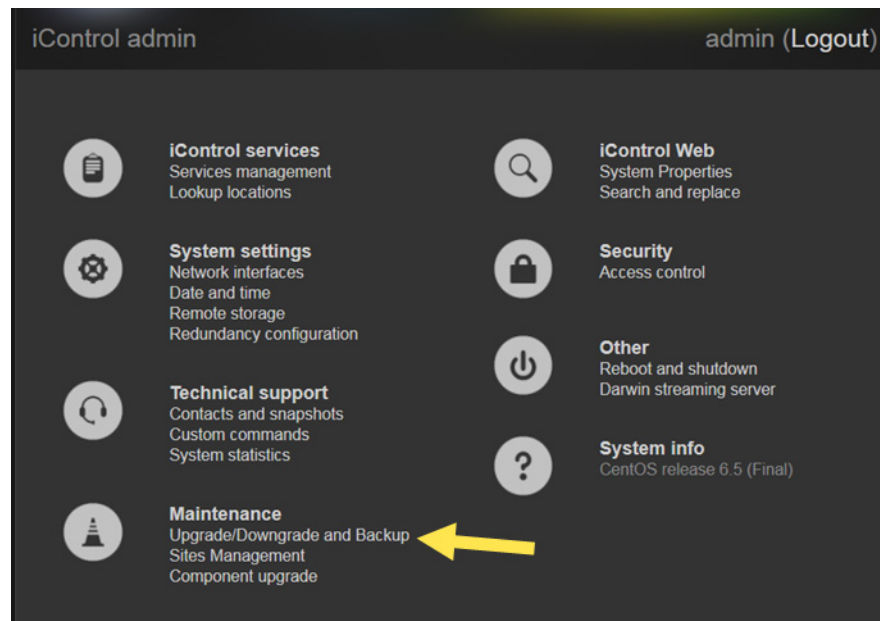 iControl admin
admin (Logout)
iControl services
Services management
Lookup locations
System settings
Network interfaces
Date and time
Remote storage
Redundancy configuration
Technical support
Contacts and snapshots
Custom commands
System statistics
Maintenance
Upgrade/Downgrade and Backup
Sites Management
Component upgrade
iControl Web
System Properties
Search and replace
Security
Access control
Other
Reboot and shutdown
Darwin streaming server
System info
CentOS release 6.5 (Final)